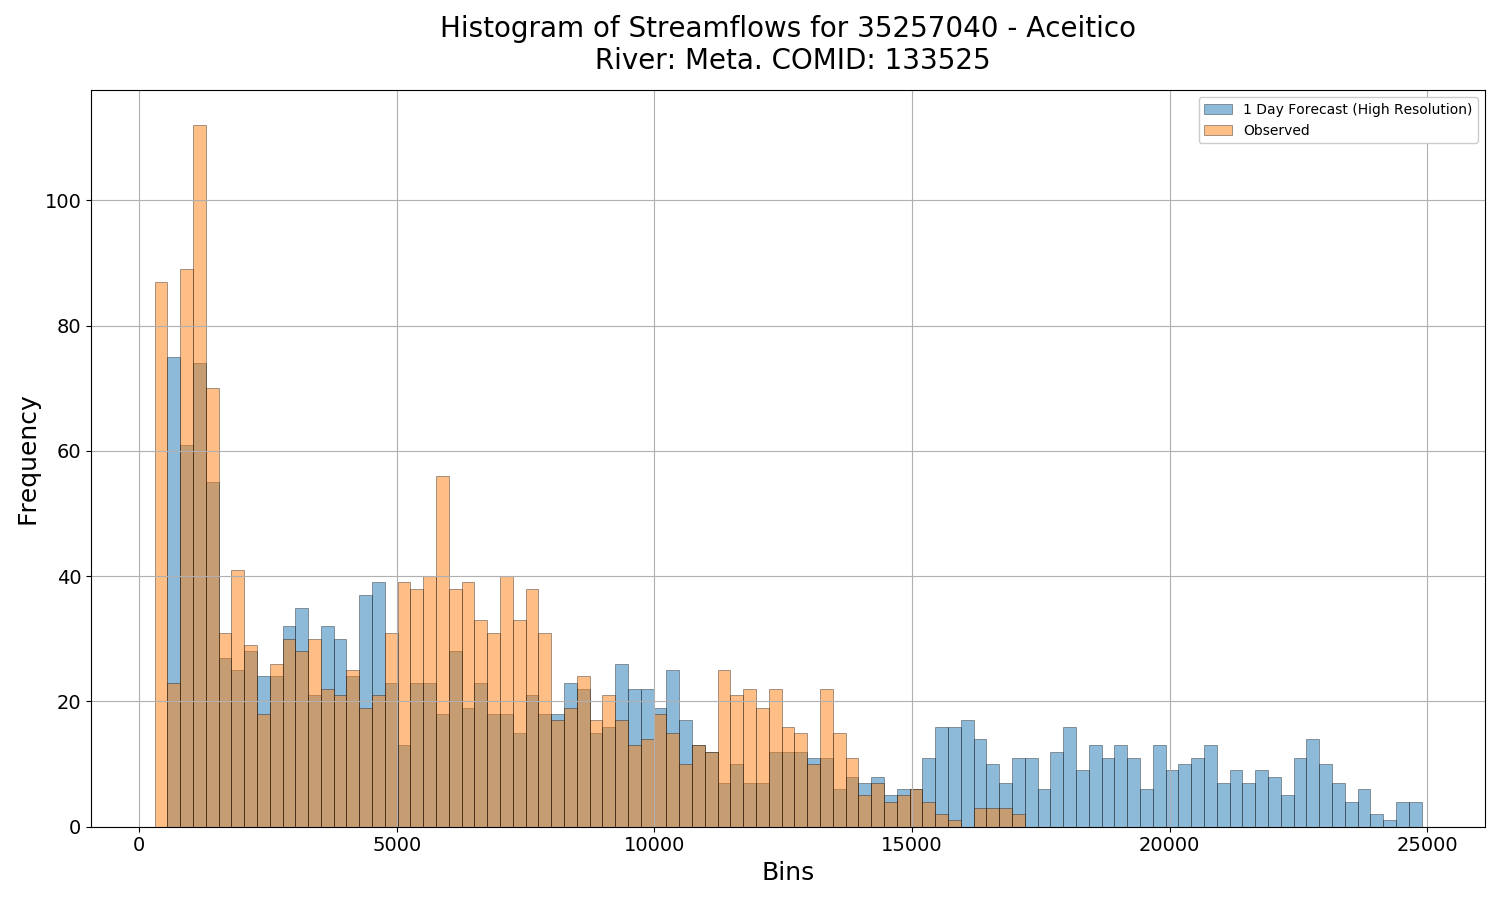 Histogram of Streamflows for 35257040 - Aceitico
River: Meta. COMID: 133525
1 Day Forecast (High Resolution)
Observed
Frequency
100
80
60
40
20
0
0 5000 10000 15000 20000 25000
Bins